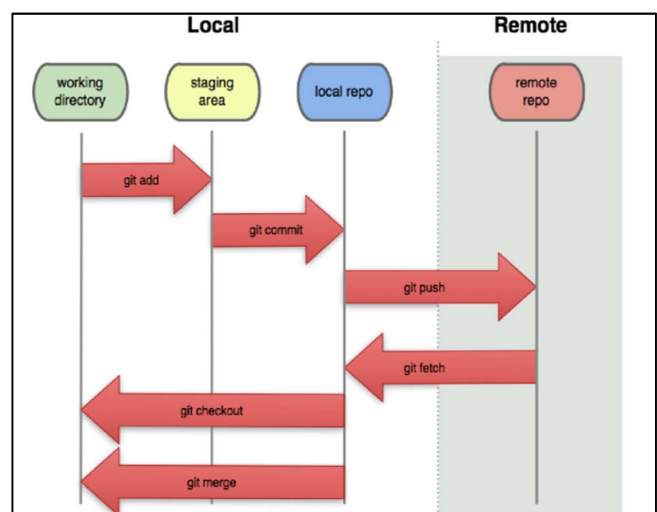 Local
Remote
working
directory
staging
area
local repo
remote
repo
git add
git commit
git push
git fetch
git checkout
git merge